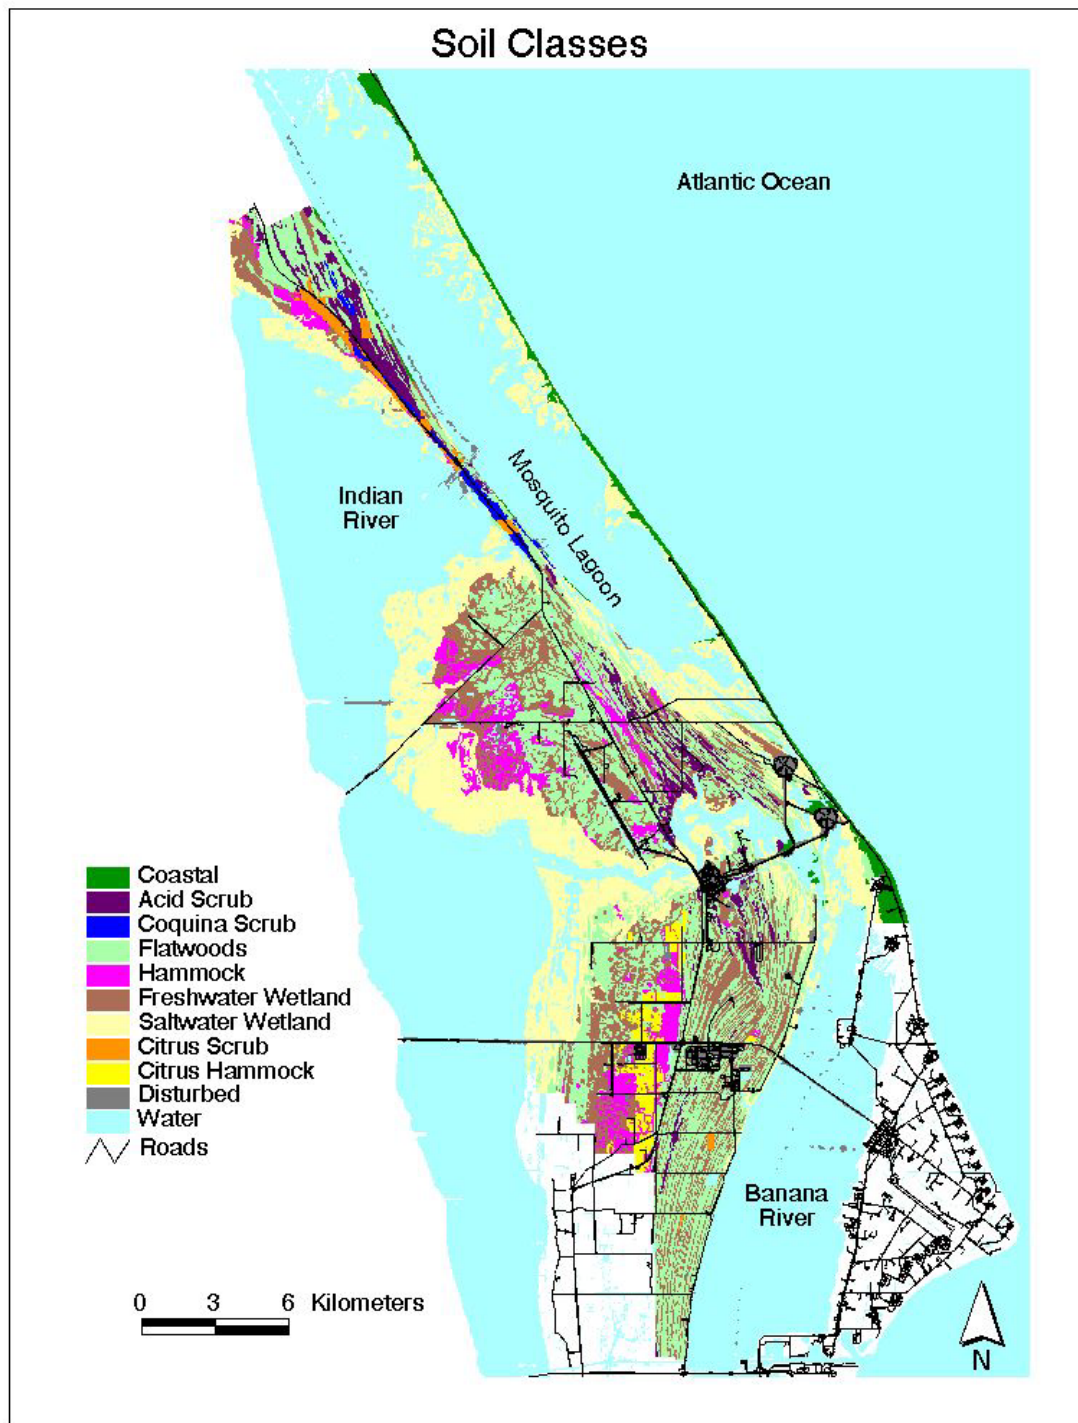 Soil Classes
Atlantic Ocean
Indian
River
Mosquito Lagoon
Coastal
Acid Scrub
Coquina Scrub
Flatwoods
Hammock
Freshwater Wetland
Saltwater Wetland
Citrus Scrub
Citrus Hammock
Disturbed
Water
Roads
Banana
River
0 3 6 Kilometers
N